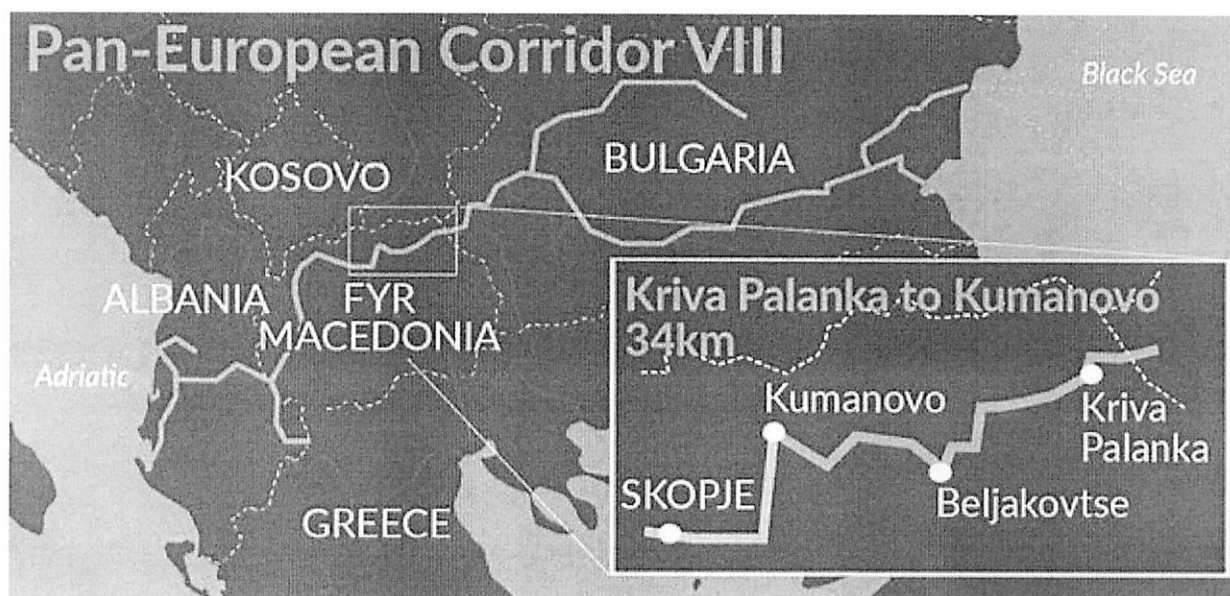 Pan-European Corridor VIII
Black Sea
BULGARIA
KOSOVO
ALBANIA
FYR
MACEDONIA
Adriatic
GREECE
Kriva Palanka to Kumanovo
34km
Kumanovo
Kriva
Palanka
SKOPJE
Beljakovtse